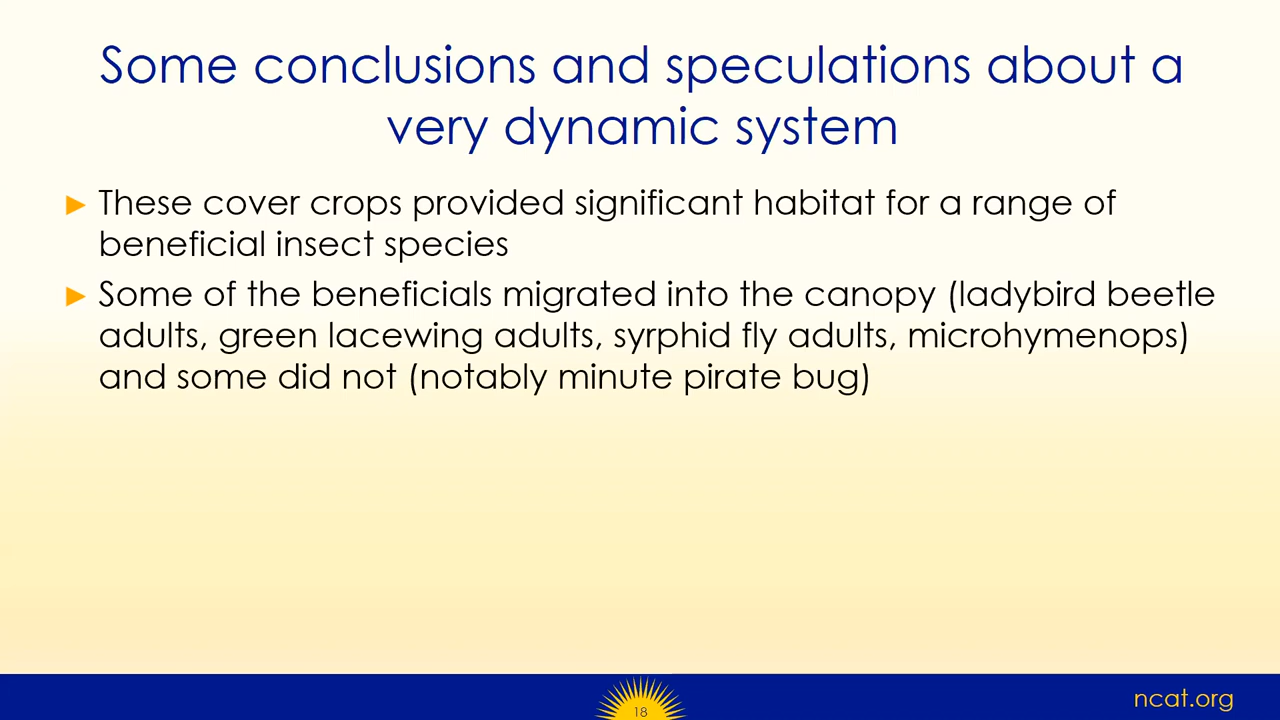 Some conclusions and speculations about a
very dynamic system
► These cover crops provided significant habitat for a range of
beneficial insect species
► Some of the beneficials migrated into the canopy (ladybird beetle
adults, green lacewing adults, syrphid fly adults, microhymenops)
and some did not (notably minute pirate bug)
18
ncat.org